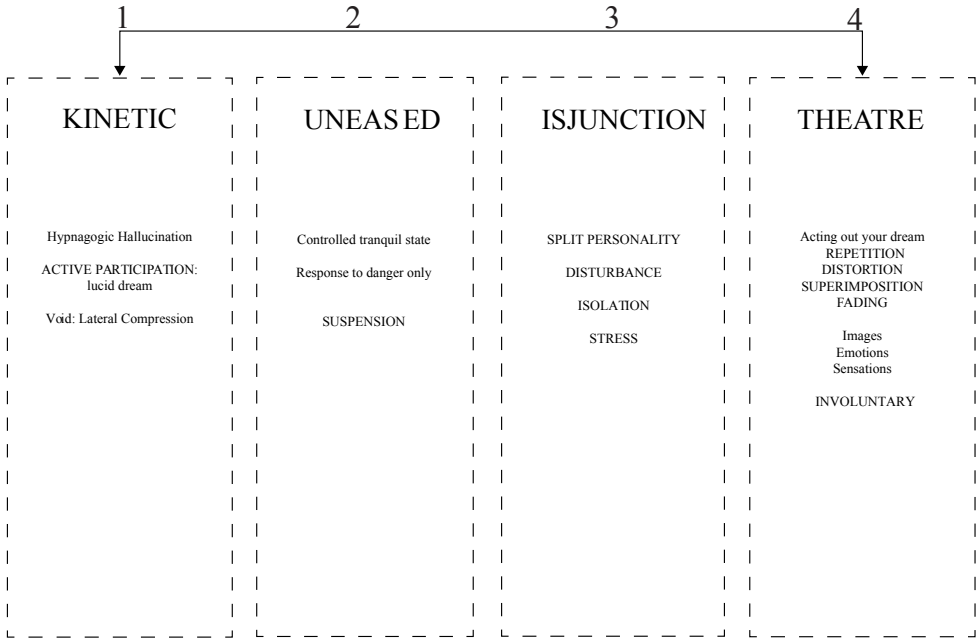 1
2
3
4
KINETIC
Hypnagogic Hallucination
ACTIVE PARTICIPATION:
lucid dream
Void: Lateral Compression
UNEASED
Controlled tranquil state
Response to danger only
SUSPENSION
ISJUNCTION
SPLIT PERSONALITY
DISTURBANCE
ISOLATION
STRESS
THEATRE
Acting out your dream
REPETITION
DISTORTION
SUPERIMPOSITION
FADING
Images
Emotions
Sensations
INVOLUNTARY